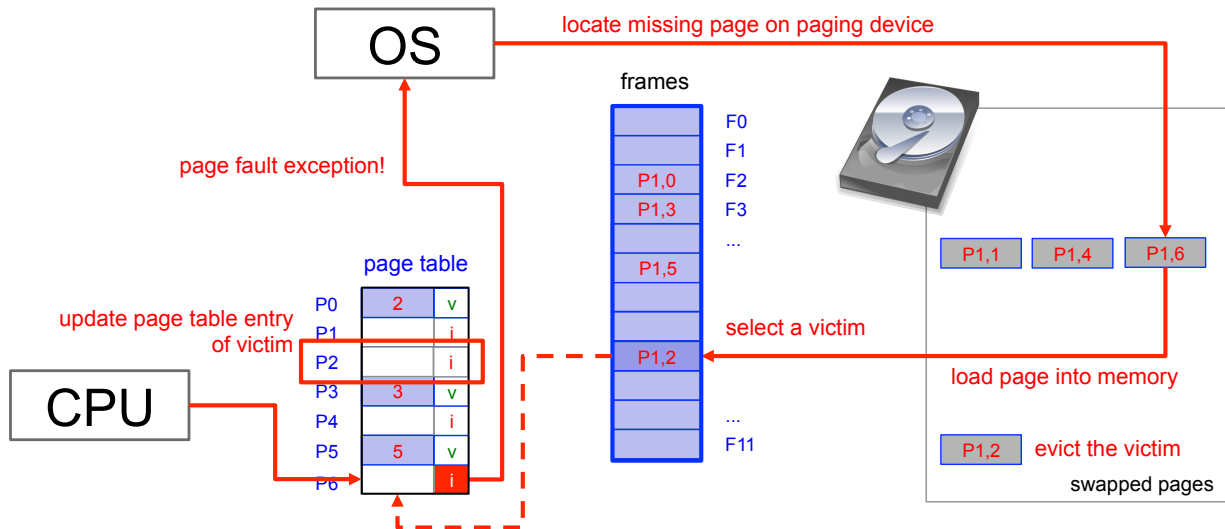 OS
locate missing page on paging device
frames
F0
F1
page fault exception!
P1,0
F2
P1,3
F3
...
P1,1
P1,4
P1,6
page table
P1,5
P0
2
v
update page table entry
of victim
P1
i
select a victim
P2
i
P1,2
load page into memory
CPU
P3
3
v
P4
i
...
P5
5
v
F11
P1,2
evict the victim
P6
i
swapped pages